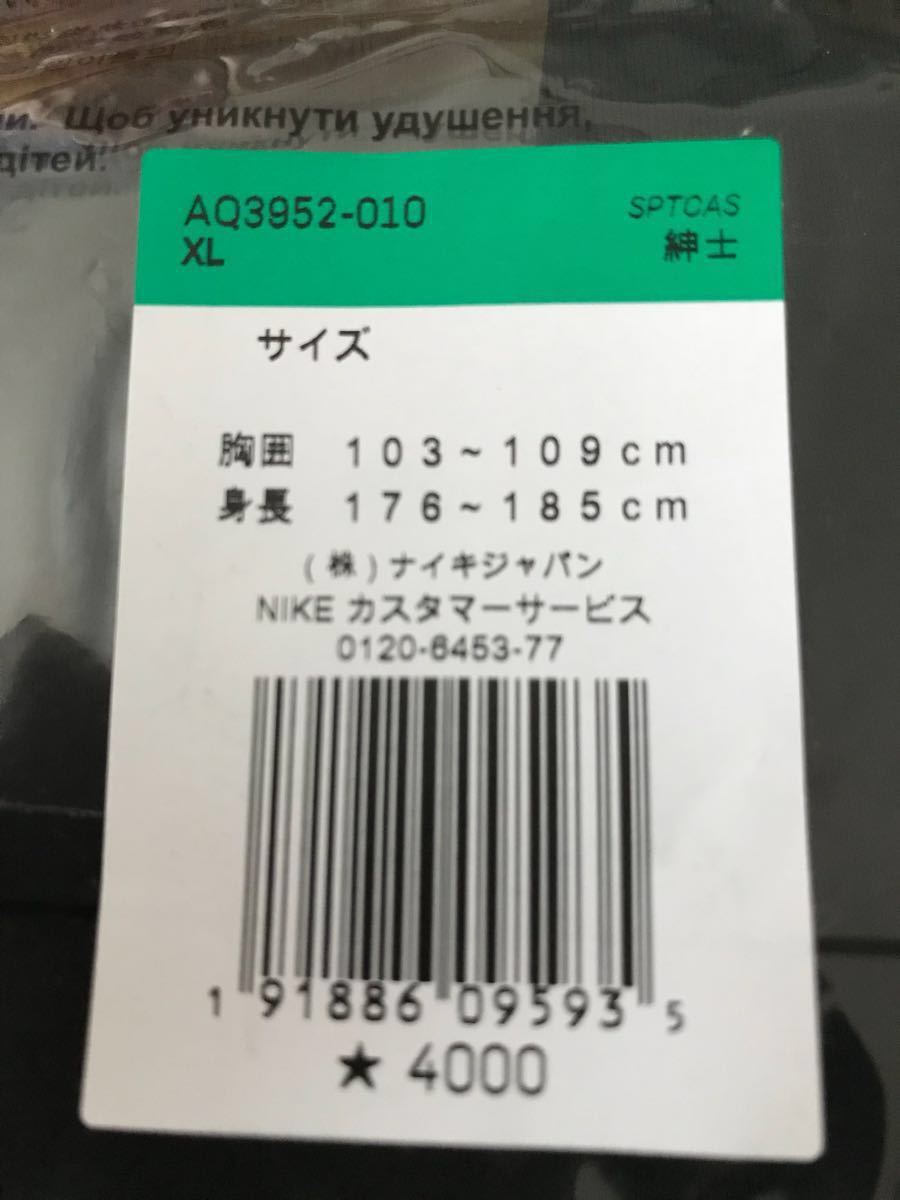 Щоб уникнути удушення,
дітей.
AQ3952-010
XL
SPTCAS
紳士
サイズ
胸囲 １０３～１０９ｃｍ
身長 １７６～１８５ｃｍ
(株)ナイキジャパン
NIKE カスタマーサービス
0120-6453-77
1 91886 09593 5
★ 4000